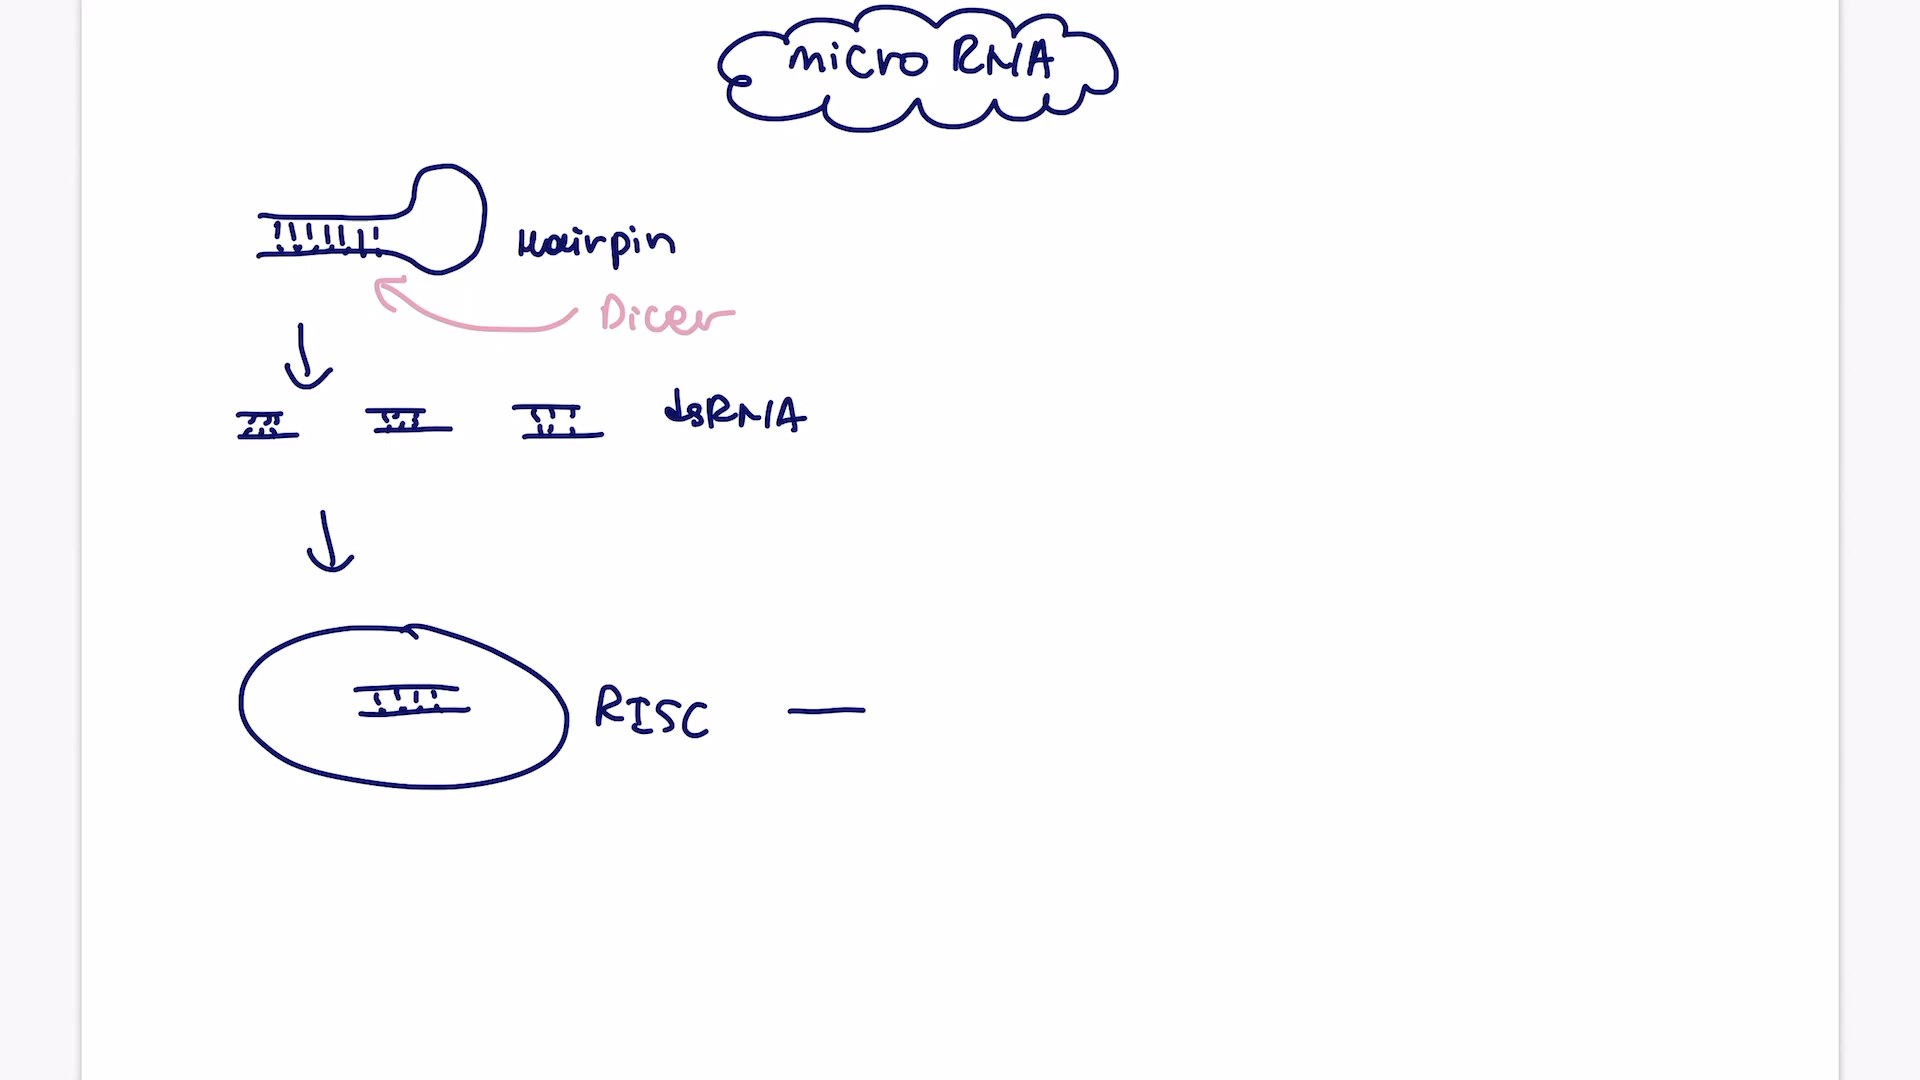 micro RNA
Hairpin
Dicer
dsRNA
RISC —